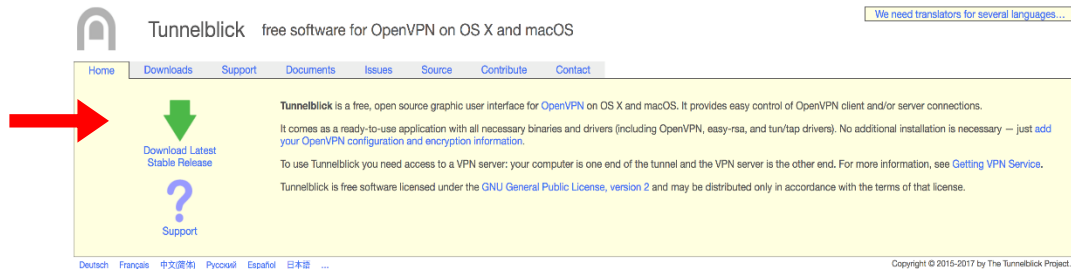 We need translators for several languages...
Tunnelblick free software for OpenVPN on OS X and macOS
Home Downloads Support Documents Issues Source Contribute Contact
Download Latest
Stable Release
Support
Tunnelblick is a free, open source graphic user interface for OpenVPN on OS X and macOS. It provides easy control of OpenVPN client and/or server connections.
It comes as a ready-to-use application with all necessary binaries and drivers (including OpenVPN, easy-rsa, and tun/tap drivers). No additional installation is necessary — just add
your OpenVPN configuration and encryption information.
To use Tunnelblick you need access to a VPN server: your computer is one end of the tunnel and the VPN server is the other end. For more information, see Getting VPN Service.
Tunnelblick is free software licensed under the GNU General Public License, version 2 and may be distributed only in accordance with the terms of that license.
Deutsch Français 中文(简体) Русский Español 日本語 ...
Copyright © 2015-2017 by The Tunnelblick Project.